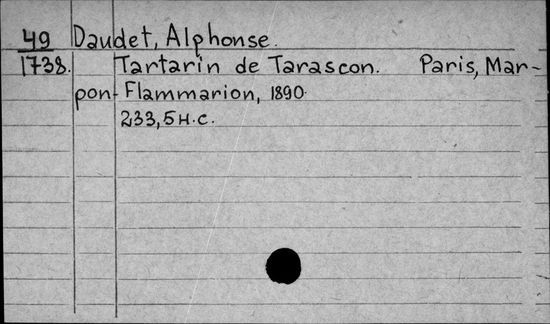 49 Daudet, Alphonse.
1738. Tartarin de Tarascon. Paris, Mar-
pon-Flammarion, 1890.
233, 5 н.с.